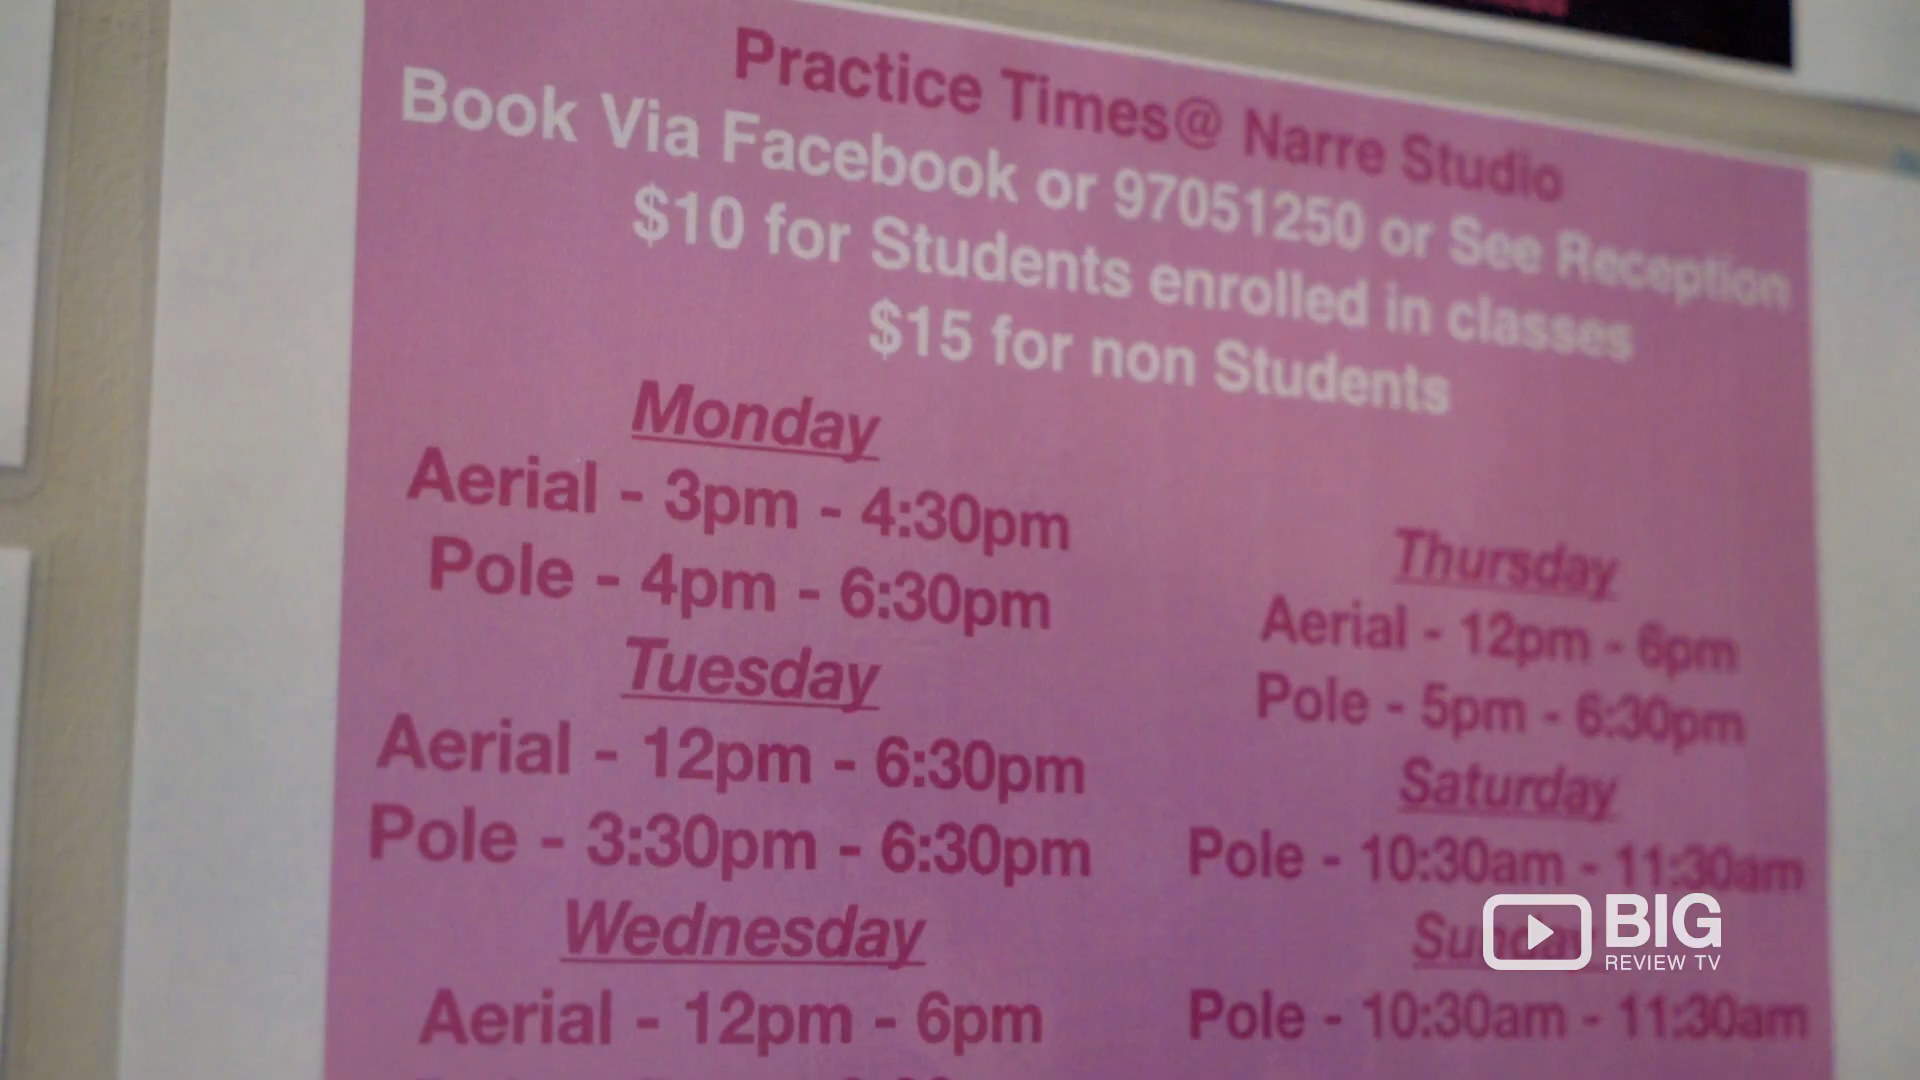 Practice Times@ Narre Studio
Book Via Facebook or 97051250 or See Reception
$10 for Students enrolled in classes
$15 for non Students
Monday
Aerial - 3pm - 4:30pm
Pole - 4pm - 6:30pm
Tuesday
Aerial - 12pm - 6:30pm
Pole - 3:30pm - 6:30pm
Wednesday
Aerial - 12pm - 6pm
Thursday
Aerial - 12pm - 6pm
Pole - 5pm - 6:30pm
Saturday
Pole - 10:30am - 11:30am
Sunday
Pole - 10:30am - 11:30am
BIG
REVIEW TV